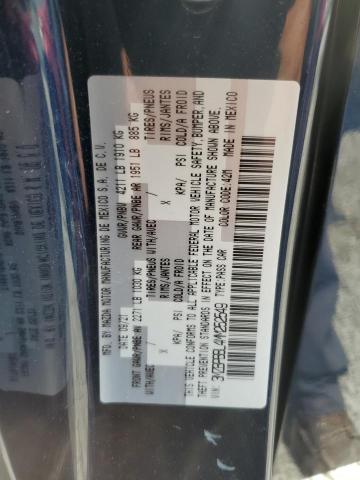 MFD. BY MAZDA MOTOR MANUFACTURING DE MEXICO S.A. DE C.V.
DATE 09/21 GVWR/PNBV 4211 LB 1910 KG
FRONT GAWR/PNBE AV 2271 LB 1030 KG REAR GAWR/PNBE AR 1951 LB 885 KG
WITH/AVEC TIRES/PNEUS WITH/AVEC TIRES/PNEUS
X RIMS/JANTES X RIMS/JANTES
KPA/ PSI COLD/A FROID KPA/ PSI COLD/A FROID
THIS VEHICLE CONFORMS TO ALL APPLICABLE FEDERAL MOTOR VEHICLE SAFETY, BUMPER, AND
THEFT PREVENTION STANDARDS IN EFFECT ON THE DATE OF MANUFACTURE SHOWN ABOVE.
TYPE: PASS CAR COLOR CODE: 42M MADE IN MEXICO